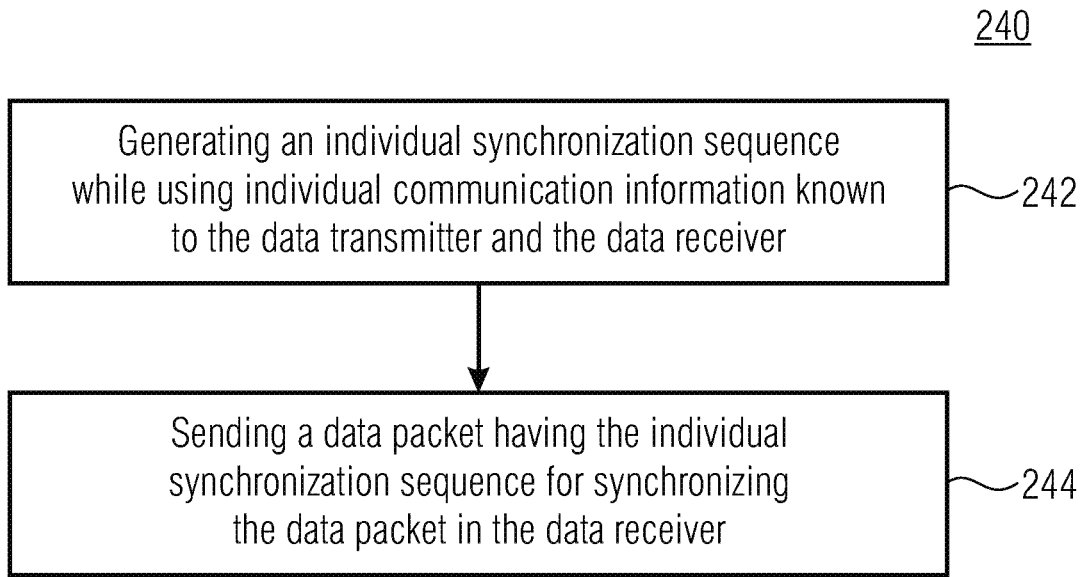 240
Generating an individual synchronization sequence
while using individual communication information known
to the data transmitter and the data receiver
242
Sending a data packet having the individual
synchronization sequence for synchronizing
the data packet in the data receiver
244